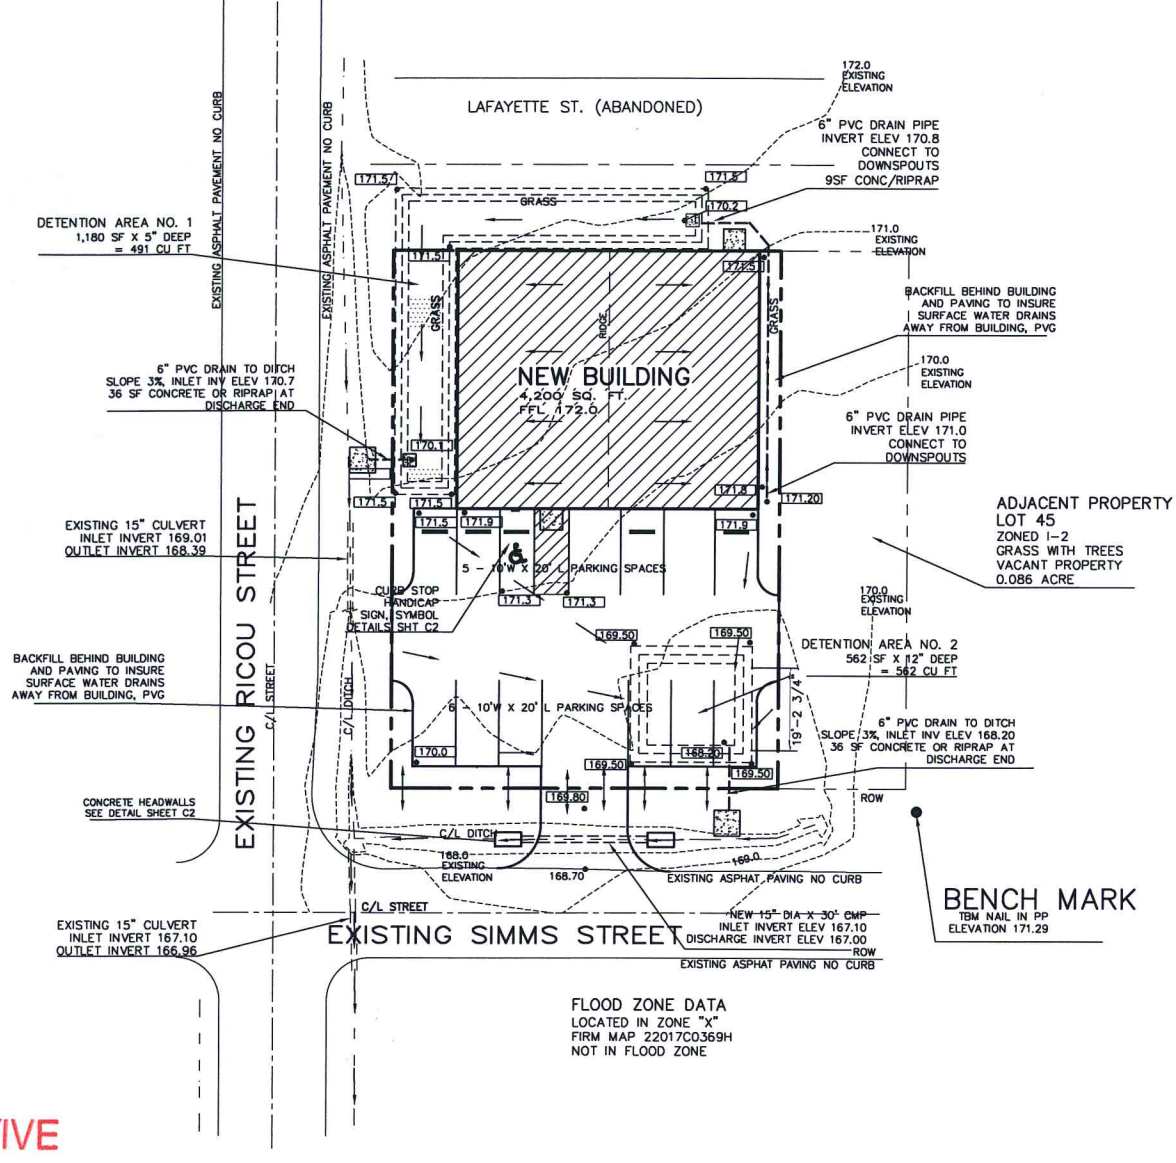 172.0
EXISTING
ELEVATION
LAFAYETTE ST. (ABANDONED)
6" PVC DRAIN PIPE
INVERT ELEV 170.8
CONNECT TO
DOWNSPOUTS
9SF CONC/RIPRAP
EXISTING ASPHALT PAVEMENT NO CURB
EXISTING ASPHALT PAVEMENT NO CURB
171.5
171.5
GRASS
170.2
DETENTION AREA NO. 1
1,180 SF X 5" DEEP
= 491 CU FT
171.0
EXISTING
ELEVATION
171.5
171.5
GRASS
GRASS
RIDGE
BACKFILL BEHIND BUILDING
AND PAVING TO INSURE
SURFACE WATER DRAINS
AWAY FROM BUILDING, PVG
6" PVC DRAIN TO DITCH
SLOPE 3%, INLET INV ELEV 170.7
36 SF CONCRETE OR RIPRAP AT
DISCHARGE END
NEW BUILDING
4,200 SQ. FT.
FFL 172.0
170.0
EXISTING
ELEVATION
6" PVC DRAIN PIPE
INVERT ELEV 171.0
CONNECT TO
DOWNSPOUTS
170.1
171.5
171.5
171.8
171.20
ADJACENT PROPERTY
LOT 45
ZONED I-2
GRASS WITH TREES
VACANT PROPERTY
0.086 ACRE
EXISTING 15" CULVERT
INLET INVERT 169.01
OUTLET INVERT 168.39
171.5
171.9
171.9
5 - 10'W X 20' L PARKING SPACES
CURB STOP
HANDICAP
SIGN, SYMBOL
DETAILS SHT C2
171.3
171.3
170.0
EXISTING
ELEVATION
EXISTING RICOU STREET
C/L STREET
C/L DITCH
169.50
169.50
DETENTION AREA NO. 2
562 SF X 12" DEEP
= 562 CU FT
BACKFILL BEHIND BUILDING
AND PAVING TO INSURE
SURFACE WATER DRAINS
AWAY FROM BUILDING, PVG
6 - 10'W X 20' L PARKING SPACES
19'-2 3/4"
6" PVC DRAIN TO DITCH
SLOPE 3%, INLET INV ELEV 168.20
36 SF CONCRETE OR RIPRAP AT
DISCHARGE END
170.0
168.20
169.50
169.50
169.80
ROW
CONCRETE HEADWALLS
SEE DETAIL SHEET C2
C/L DITCH
168.0
EXISTING
ELEVATION
168.70
169.0
EXISTING ASPHAT PAVING NO CURB
BENCH MARK
TBM NAIL IN PP
ELEVATION 171.29
C/L STREET
EXISTING 15" CULVERT
INLET INVERT 167.10
OUTLET INVERT 166.96
EXISTING SIMMS STREET
NEW 15" DIA X 30' CMP
INLET INVERT ELEV 167.10
DISCHARGE INVERT ELEV 167.00
ROW
EXISTING ASPHAT PAVING NO CURB
FLOOD ZONE DATA
LOCATED IN ZONE "X"
FIRM MAP 22017C0369H
NOT IN FLOOD ZONE